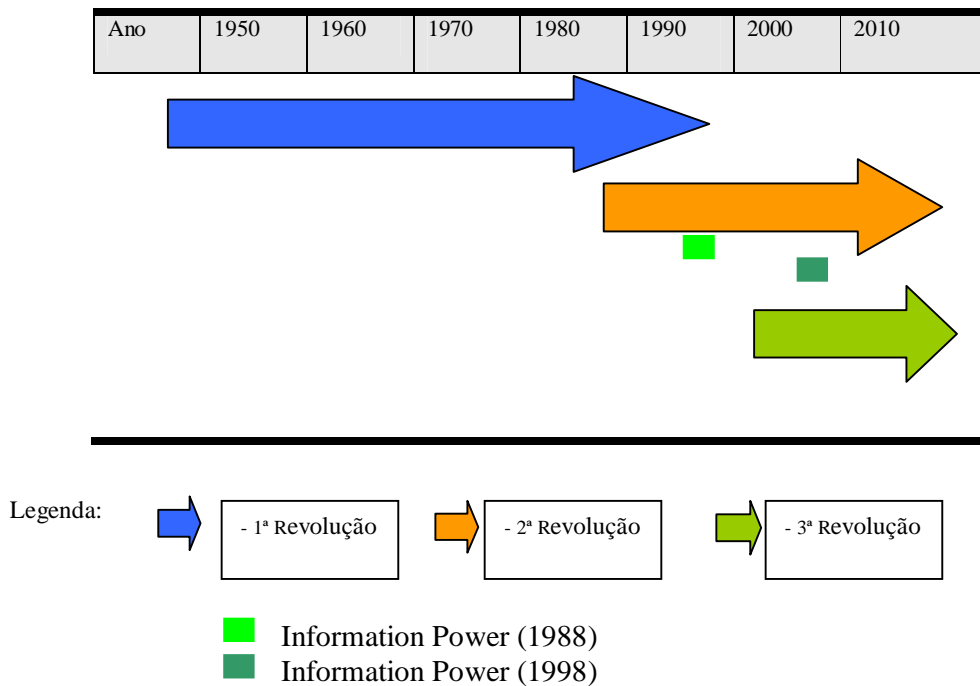 Ano 1950 1960 1970 1980 1990 2000 2010
Legenda: - 1ª Revolução - 2ª Revolução - 3ª Revolução
Information Power (1988)
Information Power (1998)